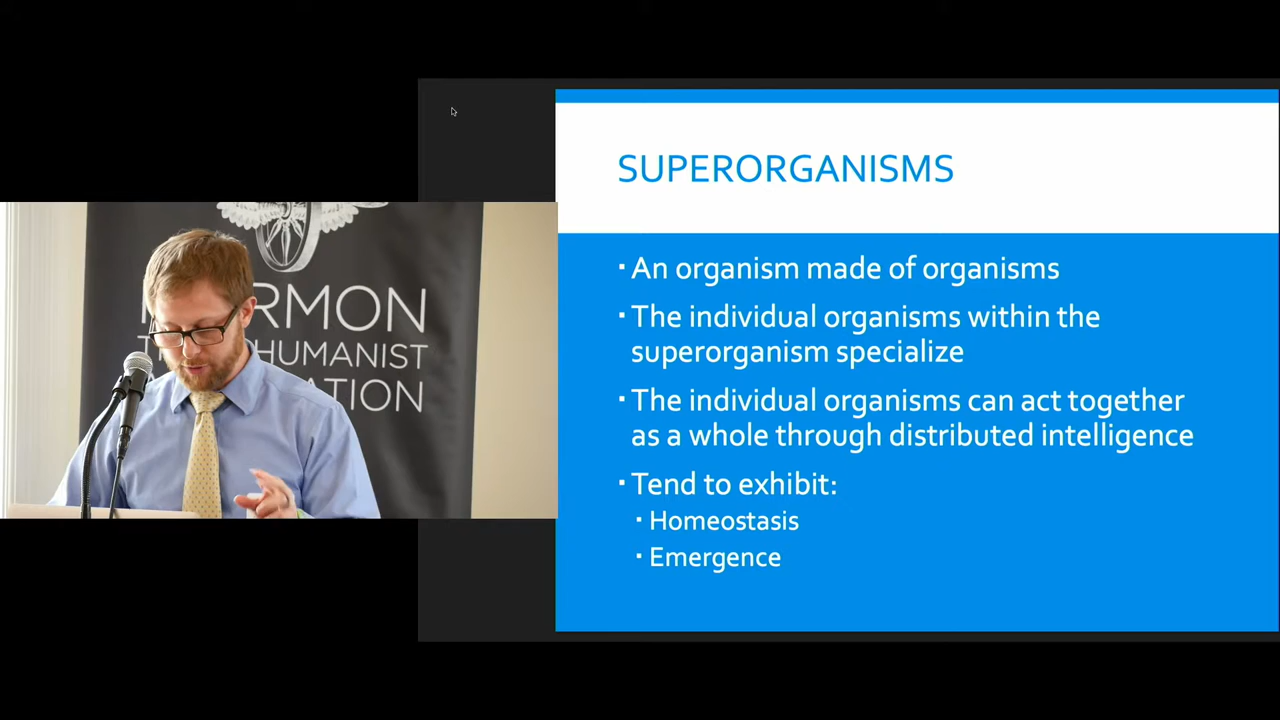 RMON
HUMANIST
ATION
SUPERORGANISMS
▪ An organism made of organisms
▪ The individual organisms within the
superorganism specialize
▪ The individual organisms can act together
as a whole through distributed intelligence
▪ Tend to exhibit:
▪ Homeostasis
▪ Emergence